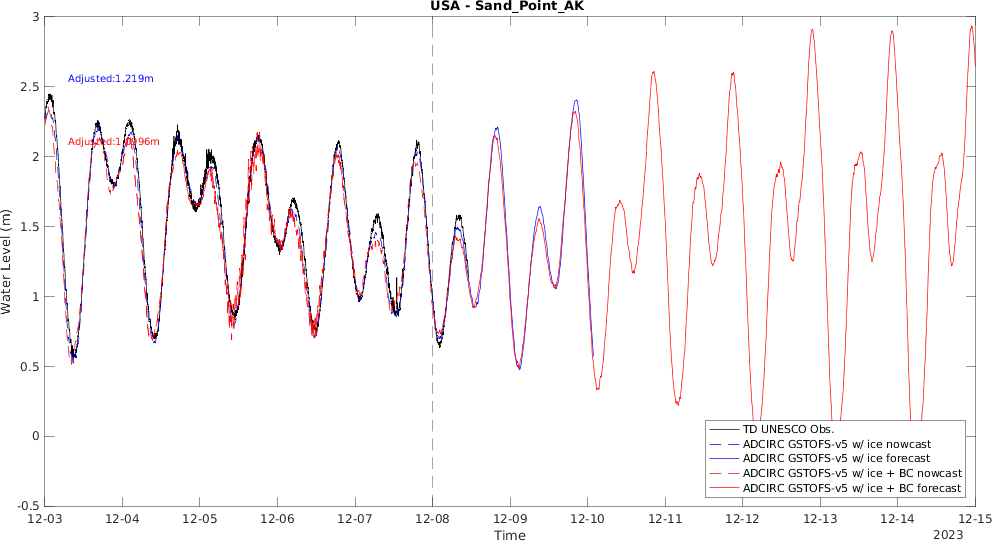 USA - Sand_Point_AK
3
2.5
2
1.5
1
0.5
0
-0.5
Water Level (m)
Adjusted:1.219m
Adjusted:1.0996m
TD UNESCO Obs.
ADCIRC GSTOFS-v5 w/ ice nowcast
ADCIRC GSTOFS-v5 w/ ice forecast
ADCIRC GSTOFS-v5 w/ ice + BC nowcast
ADCIRC GSTOFS-v5 w/ ice + BC forecast
12-03 12-04 12-05 12-06 12-07 12-08 12-09 12-10 12-11 12-12 12-13 12-14 12-15
Time
2023